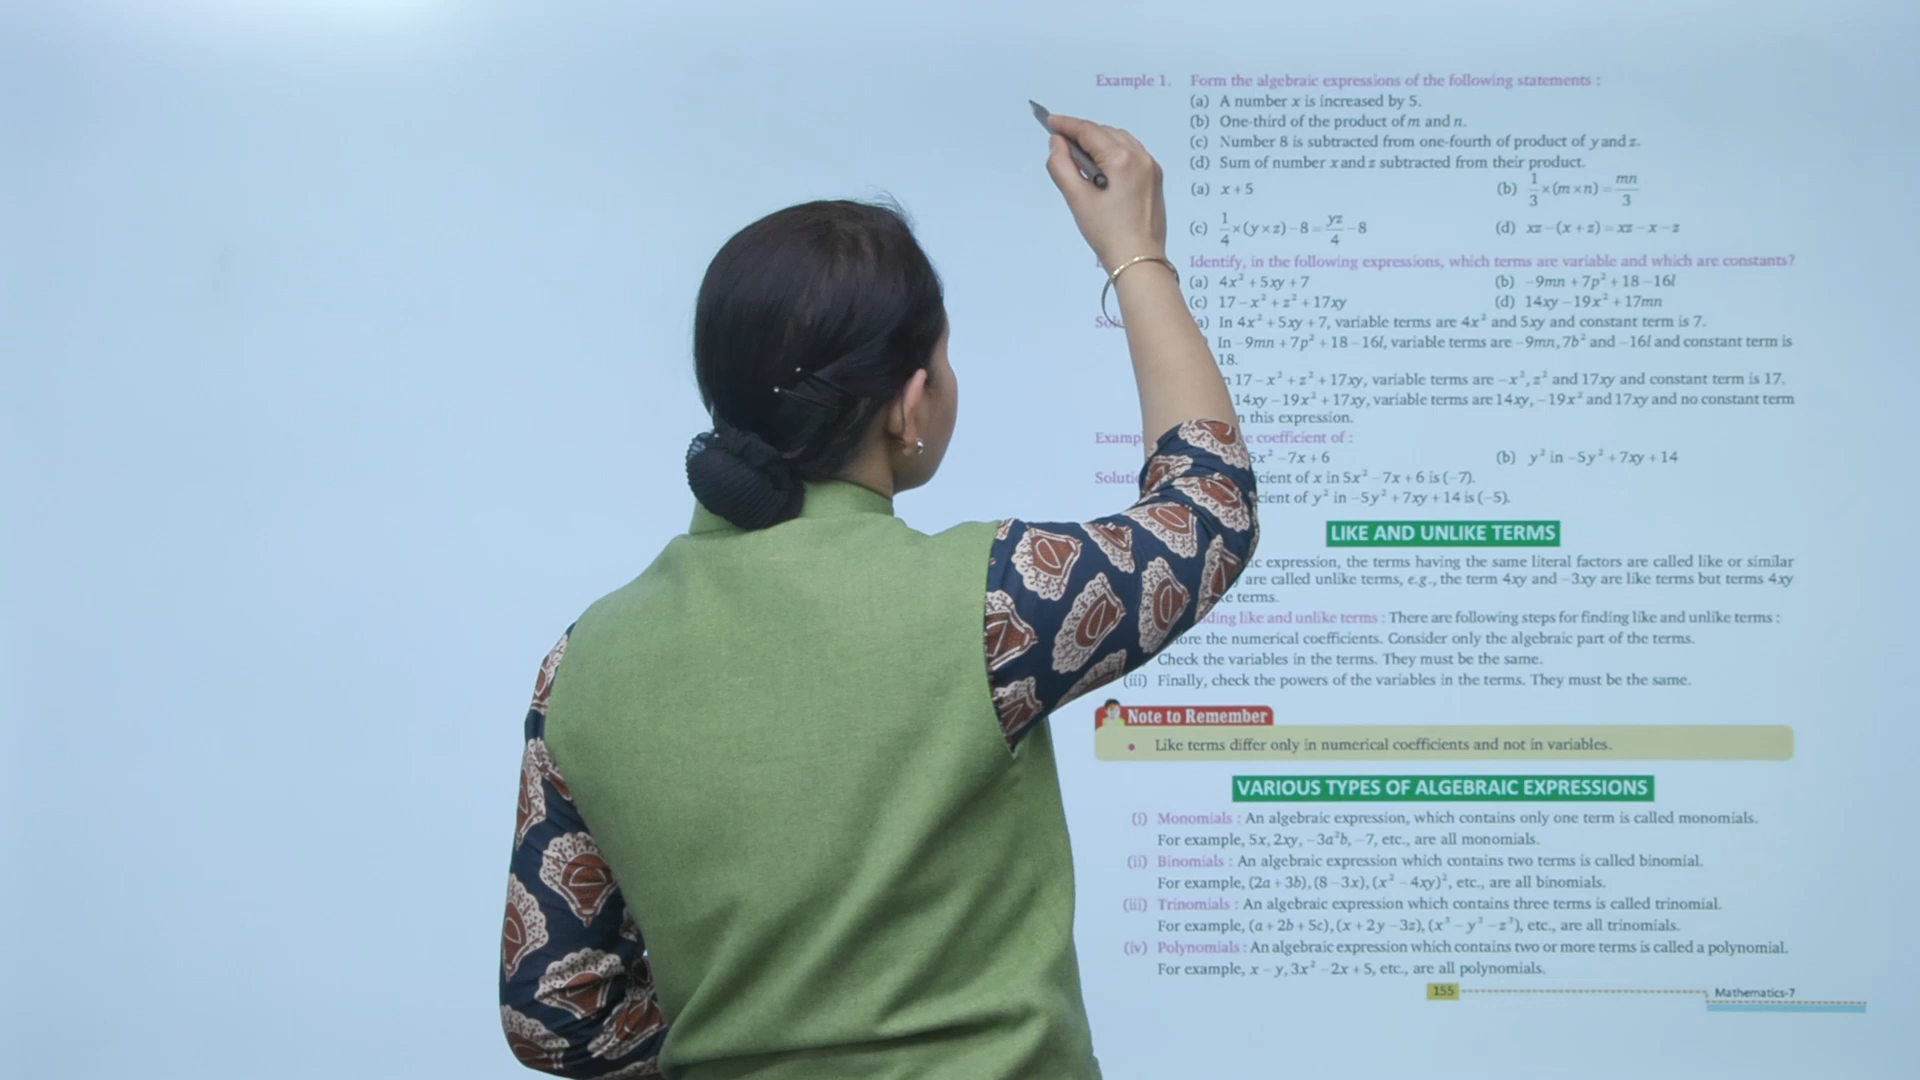 Example 1. Form the algebraic expressions of the following statements :
(a) A number x is increased by 5.
(b) One-third of the product of m and n.
(c) Number 8 is subtracted from one-fourth of product of y and z.
(d) Sum of number x and z subtracted from their product.
(a) x + 5 (b) 1/3 × (m × n) = mn/3
(c) 1/4 × (y × z) − 8 = yz/4 − 8 (d) xz − (x + z) = xz − x − z
Identify, in the following expressions, which terms are variable and which are constants?
(a) 4x² + 5xy + 7 (b) −9mn + 7p² + 18 − 16l
(c) 17 − x² + z² + 17xy (d) 14xy − 19x² + 17mn
a) In 4x² + 5xy + 7, variable terms are 4x² and 5xy and constant term is 7.
In −9mn + 7p² + 18 − 16l, variable terms are −9mn, 7b² and −16l and constant term is
18.
17 − x² + z² + 17xy, variable terms are −x², z² and 17xy and constant term is 17.
14xy − 19x² + 17xy, variable terms are 14xy, −19x² and 17xy and no constant term
this expression.
coefficient of :
5x² − 7x + 6 (b) y² in −5y² + 7xy + 14
of x in 5x² − 7x + 6 is (−7).
of y² in −5y² + 7xy + 14 is (−5).
LIKE AND UNLIKE TERMS
expression, the terms having the same literal factors are called like or similar
are called unlike terms, e.g., the term 4xy and −3xy are like terms but terms 4xy
terms.
like and unlike terms : There are following steps for finding like and unlike terms :
the numerical coefficients. Consider only the algebraic part of the terms.
Check the variables in the terms. They must be the same.
(iii) Finally, check the powers of the variables in the terms. They must be the same.
Note to Remember
• Like terms differ only in numerical coefficients and not in variables.
VARIOUS TYPES OF ALGEBRAIC EXPRESSIONS
(i) Monomials : An algebraic expression, which contains only one term is called monomials.
For example, 5x, 2xy, −3a²b, −7, etc., are all monomials.
(ii) Binomials : An algebraic expression which contains two terms is called binomial.
For example, (2a + 3b), (8 − 3x), (x² − 4xy)², etc., are all binomials.
(iii) Trinomials : An algebraic expression which contains three terms is called trinomial.
For example, (a + 2b + 5c), (x + 2y − 3z), (x³ − y³ − z³), etc., are all trinomials.
(iv) Polynomials : An algebraic expression which contains two or more terms is called a polynomial.
For example, x − y, 3x² − 2x + 5, etc., are all polynomials.
155 Mathematics-7